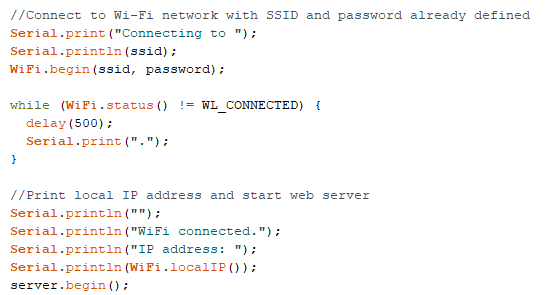 //Connect to Wi-Fi network with SSID and password already defined
Serial.print("Connecting to ");
Serial.println(ssid);
WiFi.begin(ssid, password);

while (WiFi.status() != WL_CONNECTED) {
  delay(500);
  Serial.print(".");
}

//Print local IP address and start web server
Serial.println("");
Serial.println("WiFi connected.");
Serial.println("IP address: ");
Serial.println(WiFi.localIP());
server.begin();